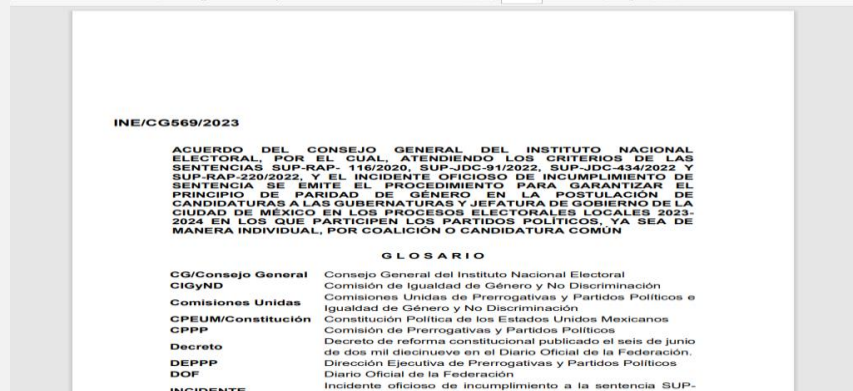 INE/CG569/2023
ACUERDO DEL CONSEJO GENERAL DEL INSTITUTO NACIONAL
ELECTORAL, POR EL CUAL, ATENDIENDO LOS CRITERIOS DE LAS
SENTENCIAS SUP-RAP- 116/2020, SUP-JDC-91/2022, SUP-JDC-434/2022 Y
SUP-RAP-220/2022, Y EL INCIDENTE OFICIOSO DE INCUMPLIMIENTO DE
SENTENCIA SE EMITE EL PROCEDIMIENTO PARA GARANTIZAR EL
PRINCIPIO DE PARIDAD DE GÉNERO EN LA POSTULACIÓN DE
CANDIDATURAS A LAS GUBERNATURAS Y JEFATURA DE GOBIERNO DE LA
CIUDAD DE MÉXICO EN LOS PROCESOS ELECTORALES LOCALES 2023-
2024 EN LOS QUE PARTICIPEN LOS PARTIDOS POLÍTICOS, YA SEA DE
MANERA INDIVIDUAL, POR COALICIÓN O CANDIDATURA COMÚN
GLOSARIO
CG/Consejo General Consejo General del Instituto Nacional Electoral
CIGyND Comisión de Igualdad de Género y No Discriminación
Comisiones Unidas Comisiones Unidas de Prerrogativas y Partidos Políticos e
Igualdad de Género y No Discriminación
CPEUM/Constitución Constitución Política de los Estados Unidos Mexicanos
CPPP Comisión de Prerrogativas y Partidos Políticos
Decreto Decreto de reforma constitucional publicado el seis de junio
de dos mil diecinueve en el Diario Oficial de la Federación.
DEPPP Dirección Ejecutiva de Prerrogativas y Partidos Políticos
DOF Diario Oficial de la Federación
INCIDENTE Incidente oficioso de incumplimiento a la sentencia SUP-